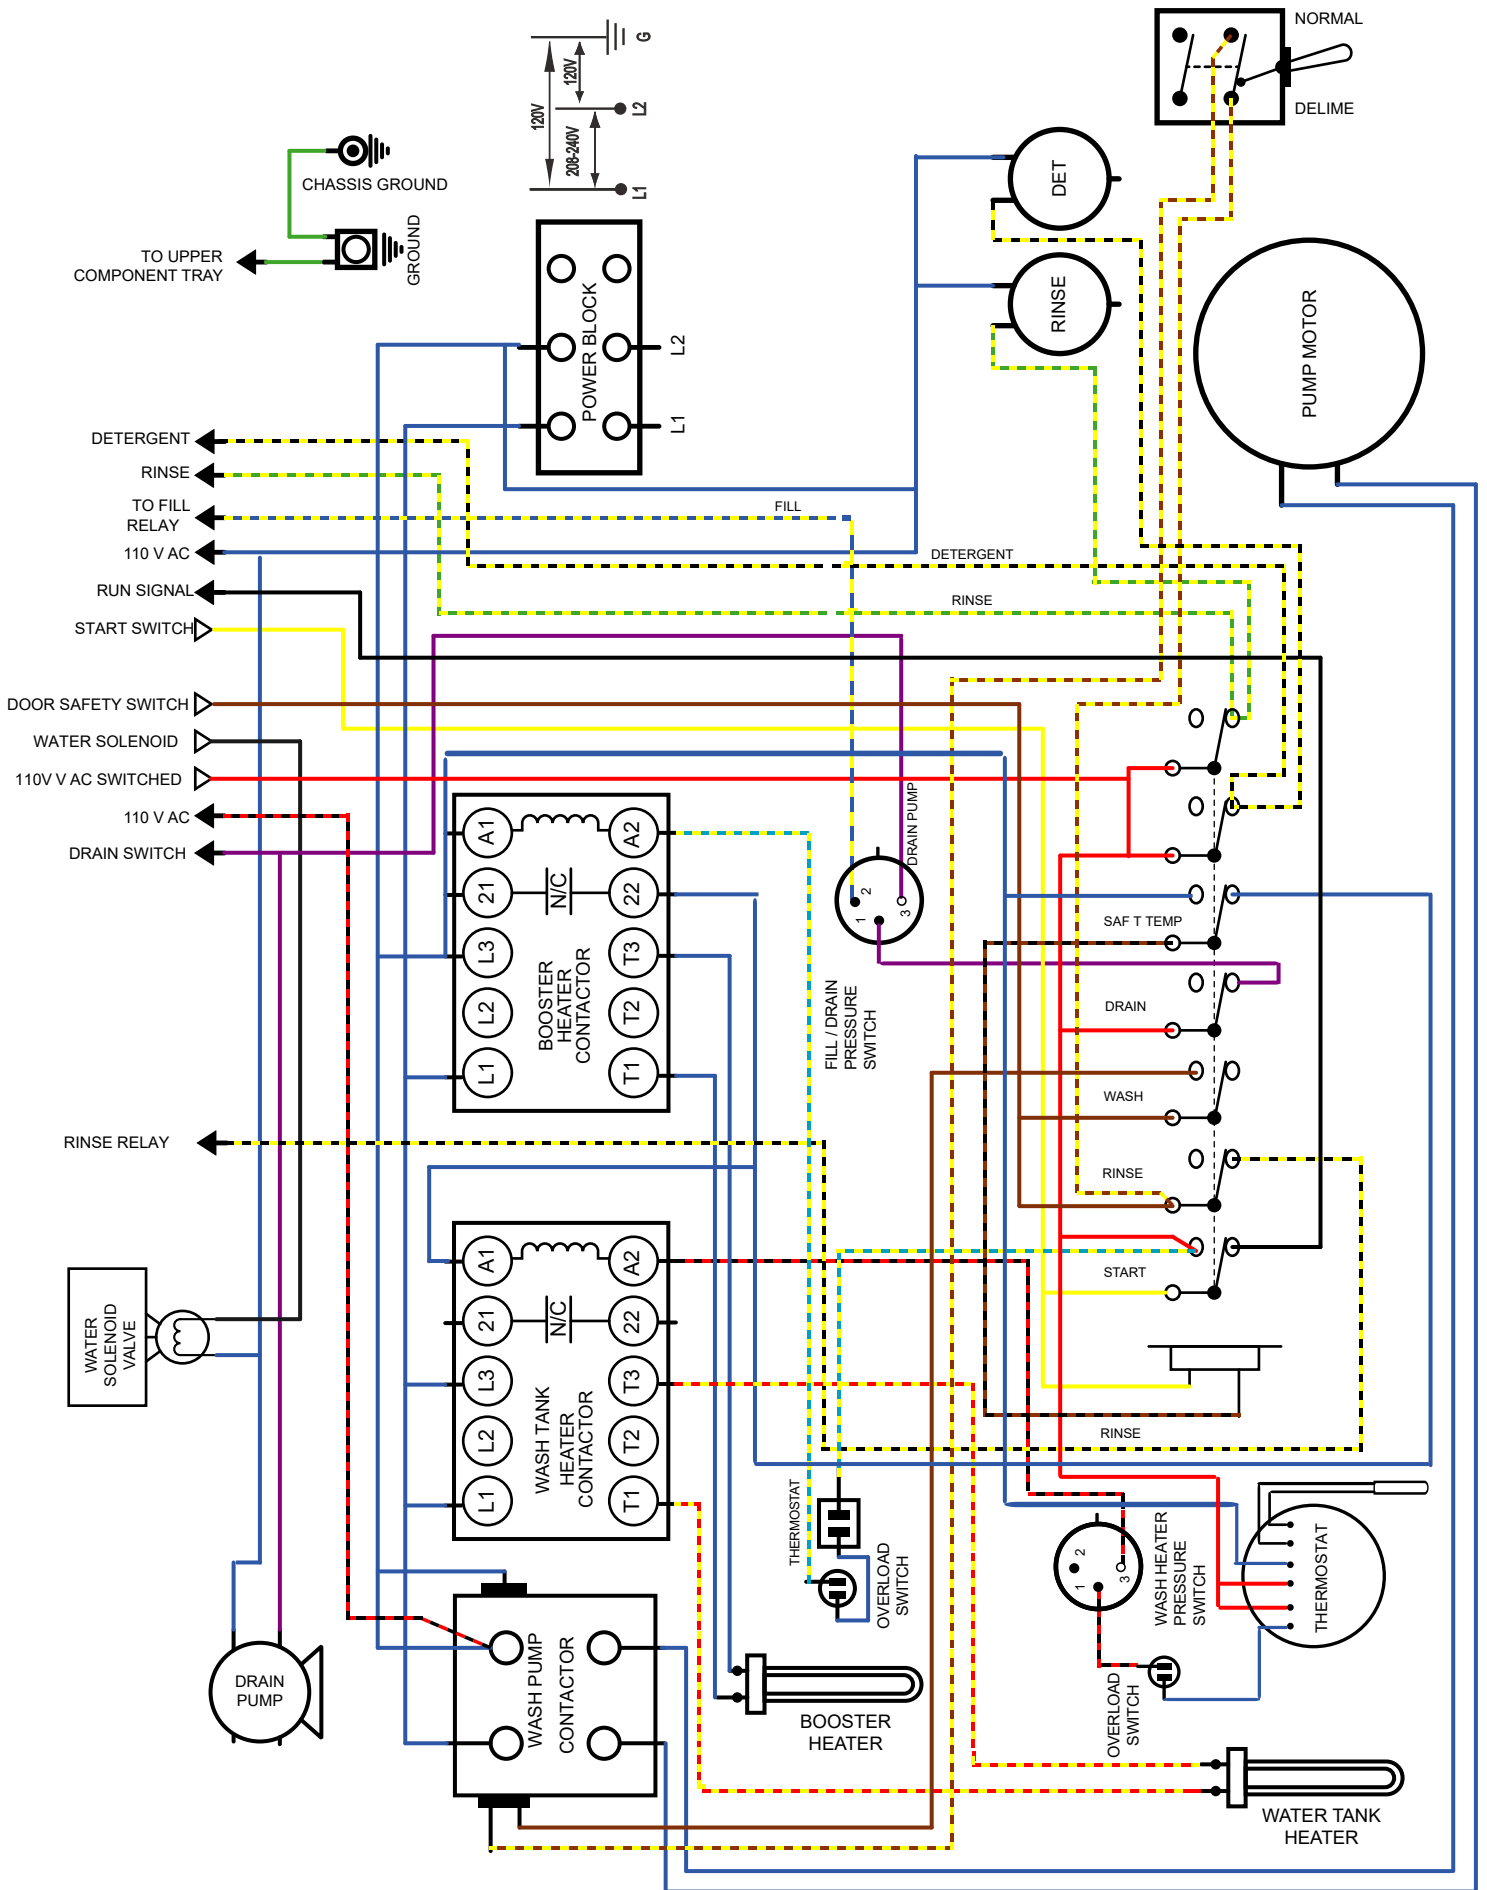 NORMAL
DELIME
G
120V
120V
L2
208-240V
L1
CHASSIS GROUND
GROUND
TO UPPER
COMPONENT TRAY
POWER BLOCK
L2
L1
DET
RINSE
PUMP MOTOR
DETERGENT
RINSE
TO FILL
RELAY
110 V AC
RUN SIGNAL
START SWITCH
DOOR SAFETY SWITCH
WATER SOLENOID
110V V AC SWITCHED
110 V AC
DRAIN SWITCH
FILL
DETERGENT
RINSE
A1
A2
21
N/C
22
L3
T3
L2
T2
L1
T1
BOOSTER
HEATER
CONTACTOR
DRAIN PUMP
1
2
3
FILL / DRAIN
PRESSURE
SWITCH
SAF T TEMP
DRAIN
WASH
RINSE
START
RINSE
RINSE RELAY
A1
A2
21
N/C
22
L3
T3
L2
T2
L1
T1
WASH TANK
HEATER
CONTACTOR
WATER
SOLENOID
VALVE
THERMOSTAT
OVERLOAD
SWITCH
1
2
3
WASH HEATER
PRESSURE
SWITCH
THERMOSTAT
OVERLOAD
SWITCH
DRAIN
PUMP
WASH PUMP
CONTACTOR
BOOSTER
HEATER
WATER TANK
HEATER